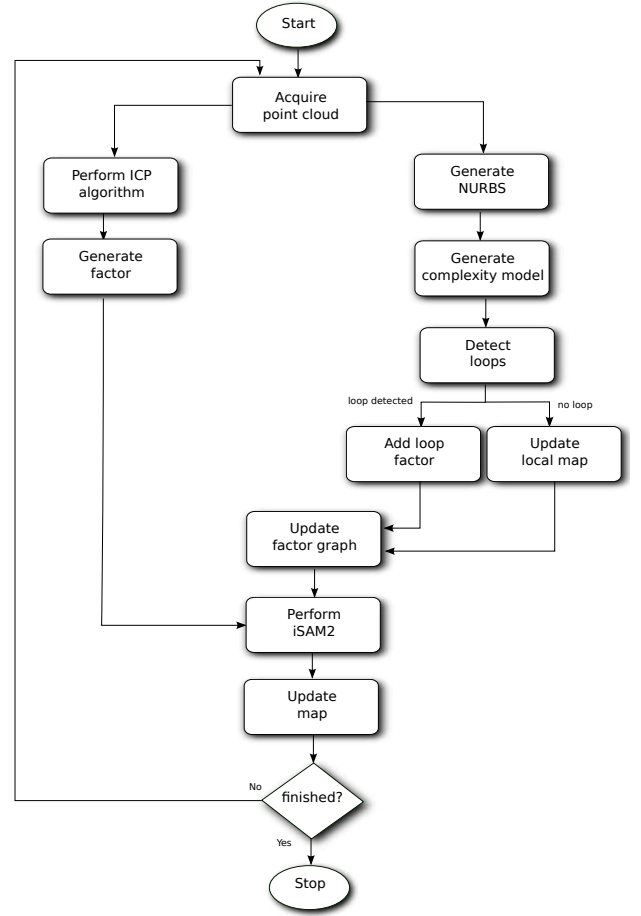 Start
Acquire
point cloud
Perform ICP
algorithm
Generate
NURBS
Generate
factor
Generate
complexity model
Detect
loops
loop detected
no loop
Add loop
factor
Update
local map
Update
factor graph
Perform
iSAM2
Update
map
No
finished?
Yes
Stop